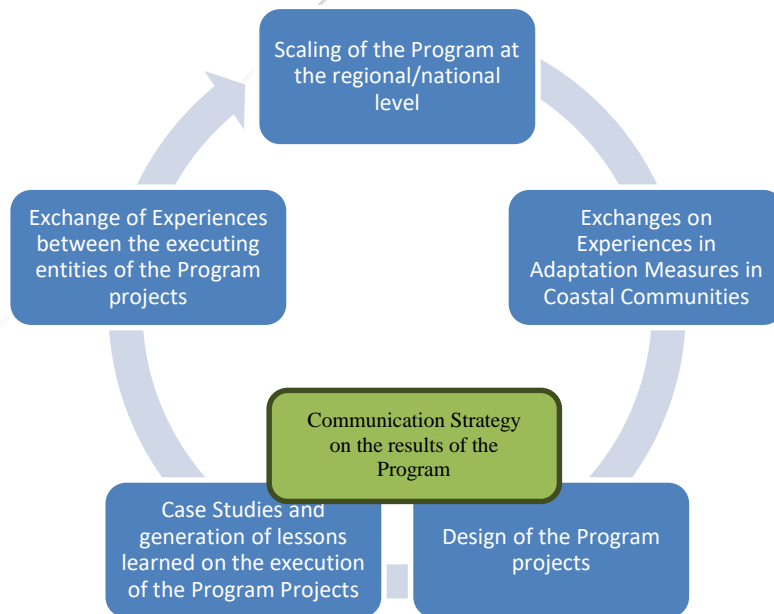 Scaling of the Program at
the regional/national
level
Exchange of Experiences
between the executing
entities of the Program
projects
Exchanges on
Experiences in
Adaptation Measures in
Coastal Communities
Communication Strategy
on the results of the
Program
Case Studies and
generation of lessons
learned on the execution
of the Program Projects
Design of the Program
projects